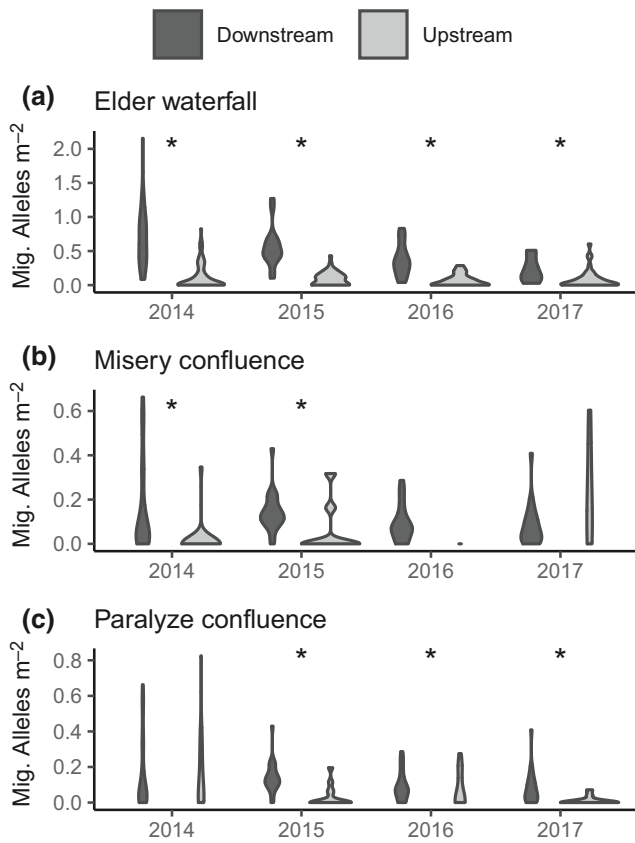 Downstream Upstream
(a) Elder waterfall
Mig. Alleles m⁻²
2.0
1.5
1.0
0.5
0.0
* * * *
2014 2015 2016 2017
(b) Misery confluence
Mig. Alleles m⁻²
0.6
0.4
0.2
0.0
* *
2014 2015 2016 2017
(c) Paralyze confluence
Mig. Alleles m⁻²
0.8
0.6
0.4
0.2
0.0
* * *
2014 2015 2016 2017